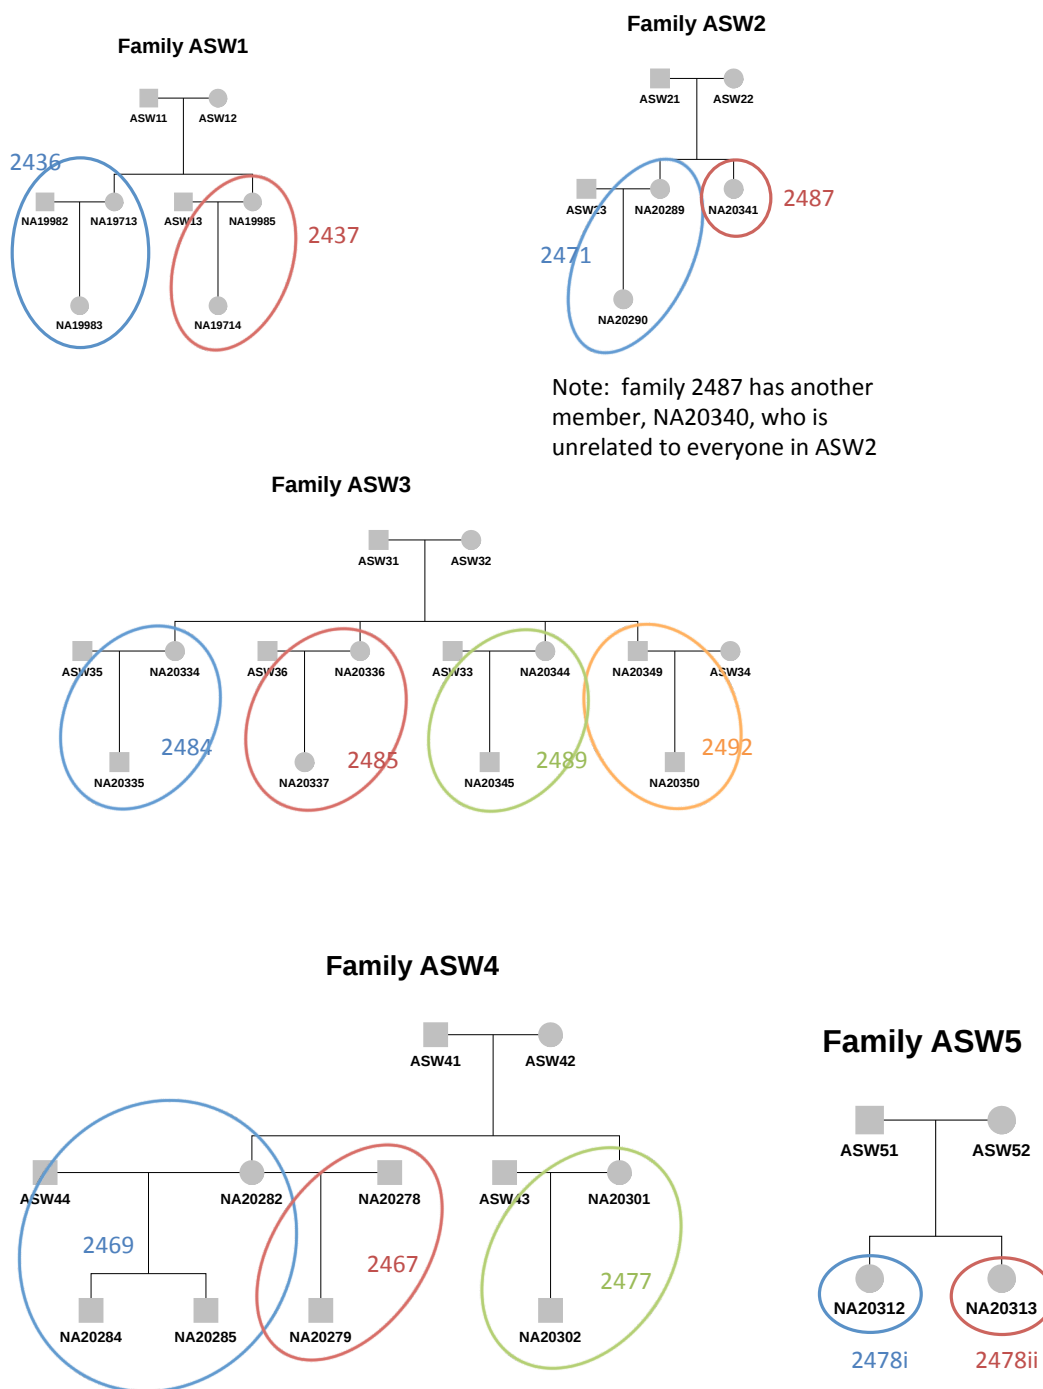 Family ASW1
Family ASW2
ASW11
ASW12
ASW21
ASW22
2436
NA19982
NA19713
ASW13
NA19985
2437
NA19983
NA19714
ASW23
NA20289
NA20341
2487
2471
NA20290
Note: family 2487 has another
member, NA20340, who is
unrelated to everyone in ASW2
Family ASW3
ASW31
ASW32
ASW35
NA20334
ASW36
NA20336
ASW33
NA20344
NA20349
ASW34
2484
2485
2489
2492
NA20335
NA20337
NA20345
NA20350
Family ASW4
ASW41
ASW42
ASW44
NA20282
NA20278
ASW43
NA20301
2469
2467
2477
NA20284
NA20285
NA20279
NA20302
Family ASW5
ASW51
ASW52
NA20312
NA20313
2478i
2478ii